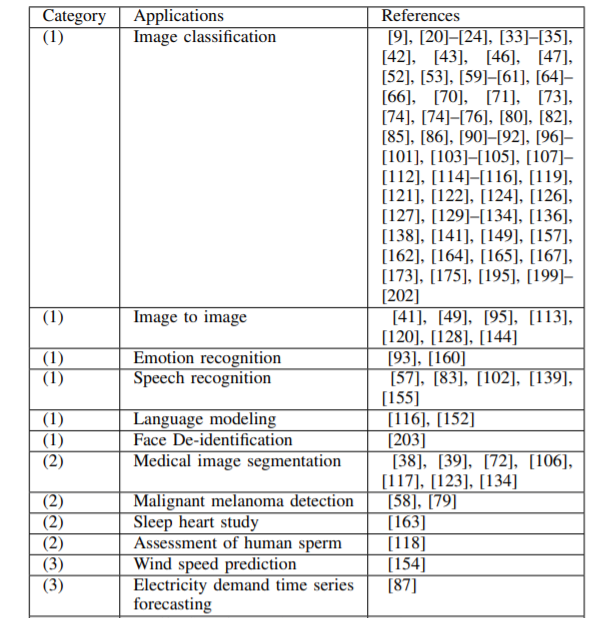 Category Applications References
(1) Image classification [9], [20]–[24], [33]–[35],
[42], [43], [46], [47],
[52], [53], [59]–[61], [64]–
[66], [70], [71], [73],
[74], [74]–[76], [80], [82],
[85], [86], [90]–[92], [96]–
[101], [103]–[105], [107]–
[112], [114]–[116], [119],
[121], [122], [124], [126],
[127], [129]–[134], [136],
[138], [141], [149], [157],
[162], [164], [165], [167],
[173], [175], [195], [199]–
[202]
(1) Image to image [41], [49], [95], [113],
[120], [128], [144]
(1) Emotion recognition [93], [160]
(1) Speech recognition [57], [83], [102], [139],
[155]
(1) Language modeling [116], [152]
(1) Face De-identification [203]
(2) Medical image segmentation [38], [39], [72], [106],
[117], [123], [134]
(2) Malignant melanoma detection [58], [79]
(2) Sleep heart study [163]
(2) Assessment of human sperm [118]
(3) Wind speed prediction [154]
(3) Electricity demand time series [87]
forecasting